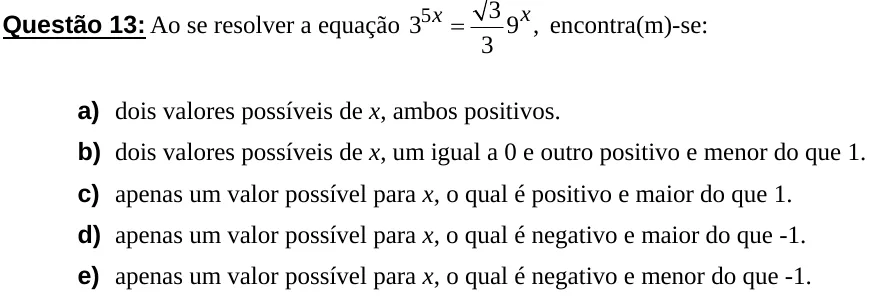 Questão 13: Ao se resolver a equação 3^{5x} = \frac{\sqrt{3}}{3} 9^x, encontra(m)-se:
a) dois valores possíveis de x, ambos positivos.
b) dois valores possíveis de x, um igual a 0 e outro positivo e menor do que 1.
c) apenas um valor possível para x, o qual é positivo e maior do que 1.
d) apenas um valor possível para x, o qual é negativo e maior do que -1.
e) apenas um valor possível para x, o qual é negativo e menor do que -1.